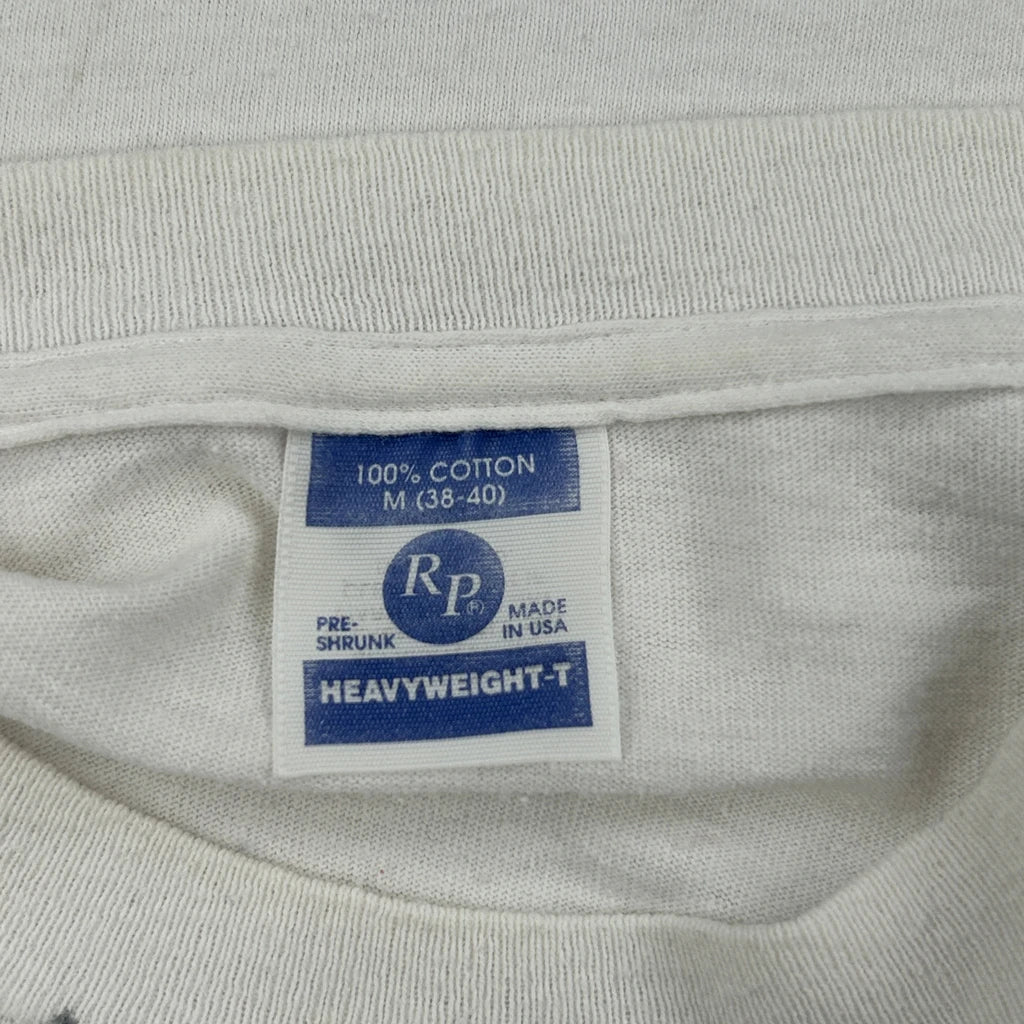 100% COTTON
M (38-40)
RP®
PRE-
SHRUNK
MADE
IN USA
HEAVYWEIGHT-T